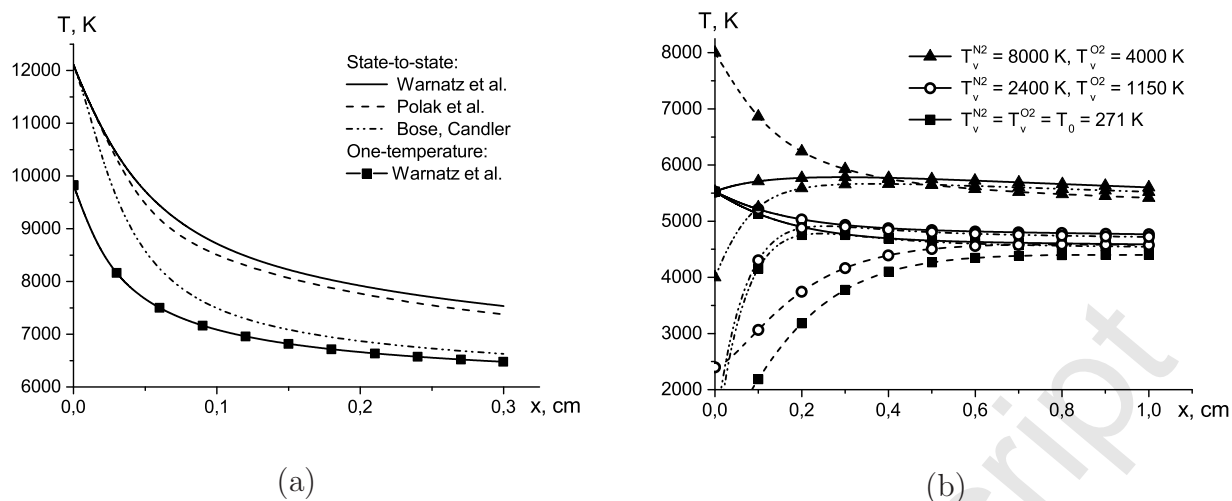 T, K
12000
11000
10000
9000
8000
7000
6000
0,0
0,1
0,2
0,3
x, cm
State-to-state:
Warnatz et al.
Polak et al.
Bose, Candler
One-temperature:
Warnatz et al.
(a)
T, K
8000
7000
6000
5000
4000
3000
2000
0,0
0,2
0,4
0,6
0,8
1,0
x, cm
T_v^N2 = 8000 K, T_v^O2 = 4000 K
T_v^N2 = 2400 K, T_v^O2 = 1150 K
T_v^N2 = T_v^O2 = T_0 = 271 K
(b)
script